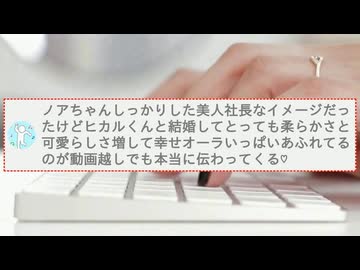 ノアちゃんしっかりした美人社長なイメージだっ
たけどヒカルくんと結婚してとっても柔らかさと
可愛らしさ増して幸せオーラいっぱいあふれてる
のが動画越しでも本当に伝わってくる♡